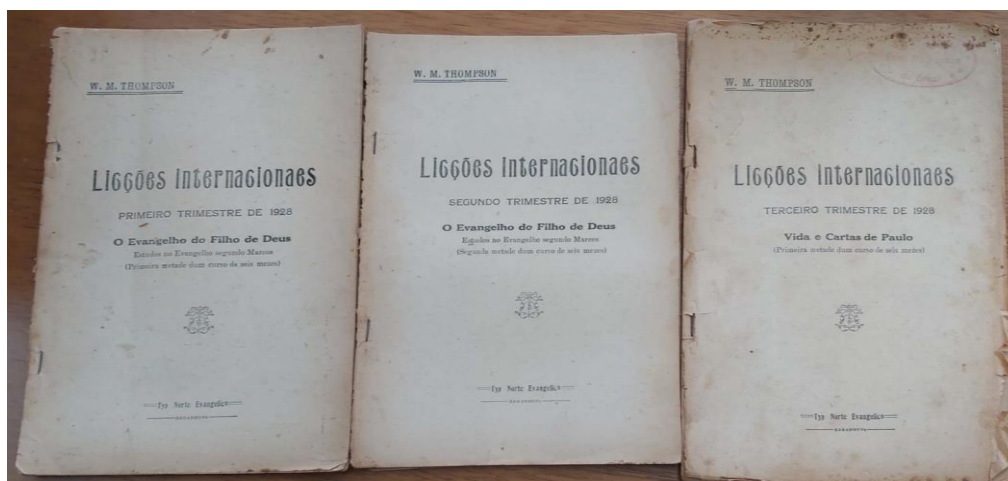 W. M. THOMPSON
Licções Internacionaes
PRIMEIRO TRIMESTRE DE 1928
O Evangelho do Filho de Deus
Estudos no Evangelho segundo Marcos
(Primeira metade dum curso de seis mezes)
Typ Norte Evangelico
GARANHUNS
W. M. THOMPSON
Licções Internacionaes
SEGUNDO TRIMESTRE DE 1928
O Evangelho do Filho de Deus
Estudos no Evangelho segundo Marcos
(Segunda metade dum curso de seis mezes)
Typ Norte Evangelico
W. M. THOMPSON
Licções Internacionaes
TERCEIRO TRIMESTRE DE 1928
Vida e Cartas de Paulo
(Primeira metade dum curso de seis mezes)
Typ Norte Evangelico
GARANHUNS